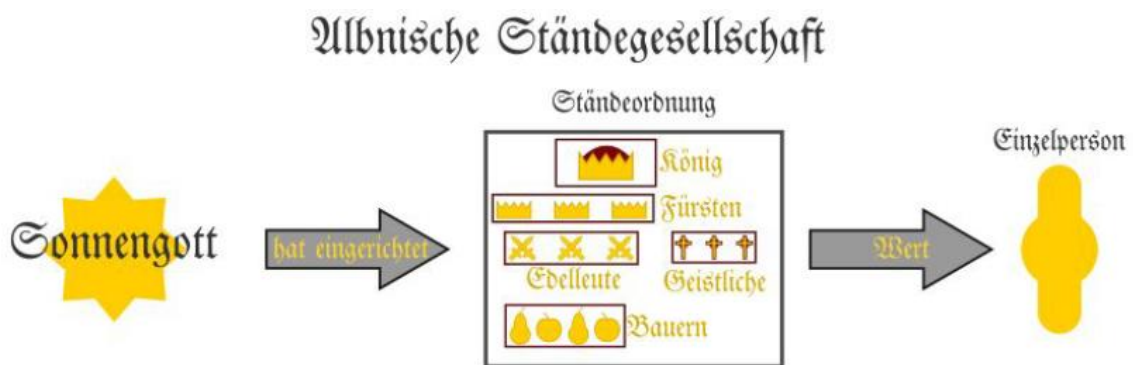 Albnische Ständegesellschaft
Ständeordnung
Einzelperson
König
Fürsten
Sonnengott
hat eingerichtet
Wert
Edelleute
Geistliche
Bauern